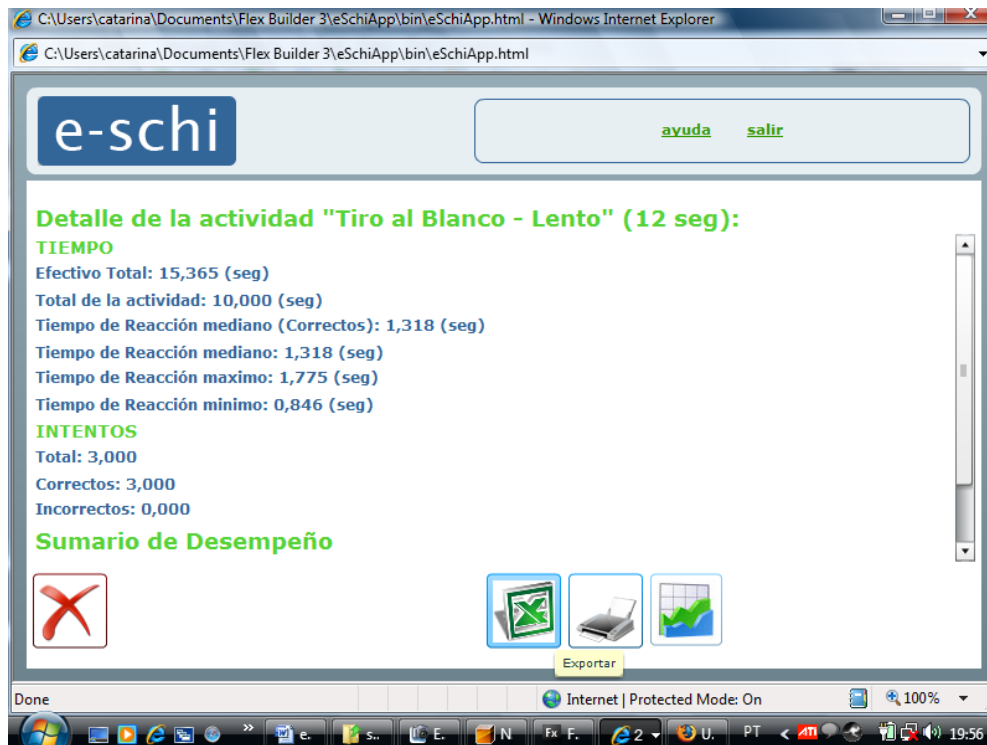 C:\Users\catarina\Documents\Flex Builder 3\eSchiApp\bin\eSchiApp.html - Windows Internet Explorer
C:\Users\catarina\Documents\Flex Builder 3\eSchiApp\bin\eSchiApp.html
e-schi
ayuda salir
Detalle de la actividad "Tiro al Blanco - Lento" (12 seg):
TIEMPO
Efectivo Total: 15,365 (seg)
Total de la actividad: 10,000 (seg)
Tiempo de Reacción mediano (Correctos): 1,318 (seg)
Tiempo de Reacción mediano: 1,318 (seg)
Tiempo de Reacción maximo: 1,775 (seg)
Tiempo de Reacción minimo: 0,846 (seg)
INTENTOS
Total: 3,000
Correctos: 3,000
Incorrectos: 0,000
Sumario de Desempeño
Exportar
Done Internet | Protected Mode: On 100%
e. s.. E. N F. 2 U. PT < ATI 19:56